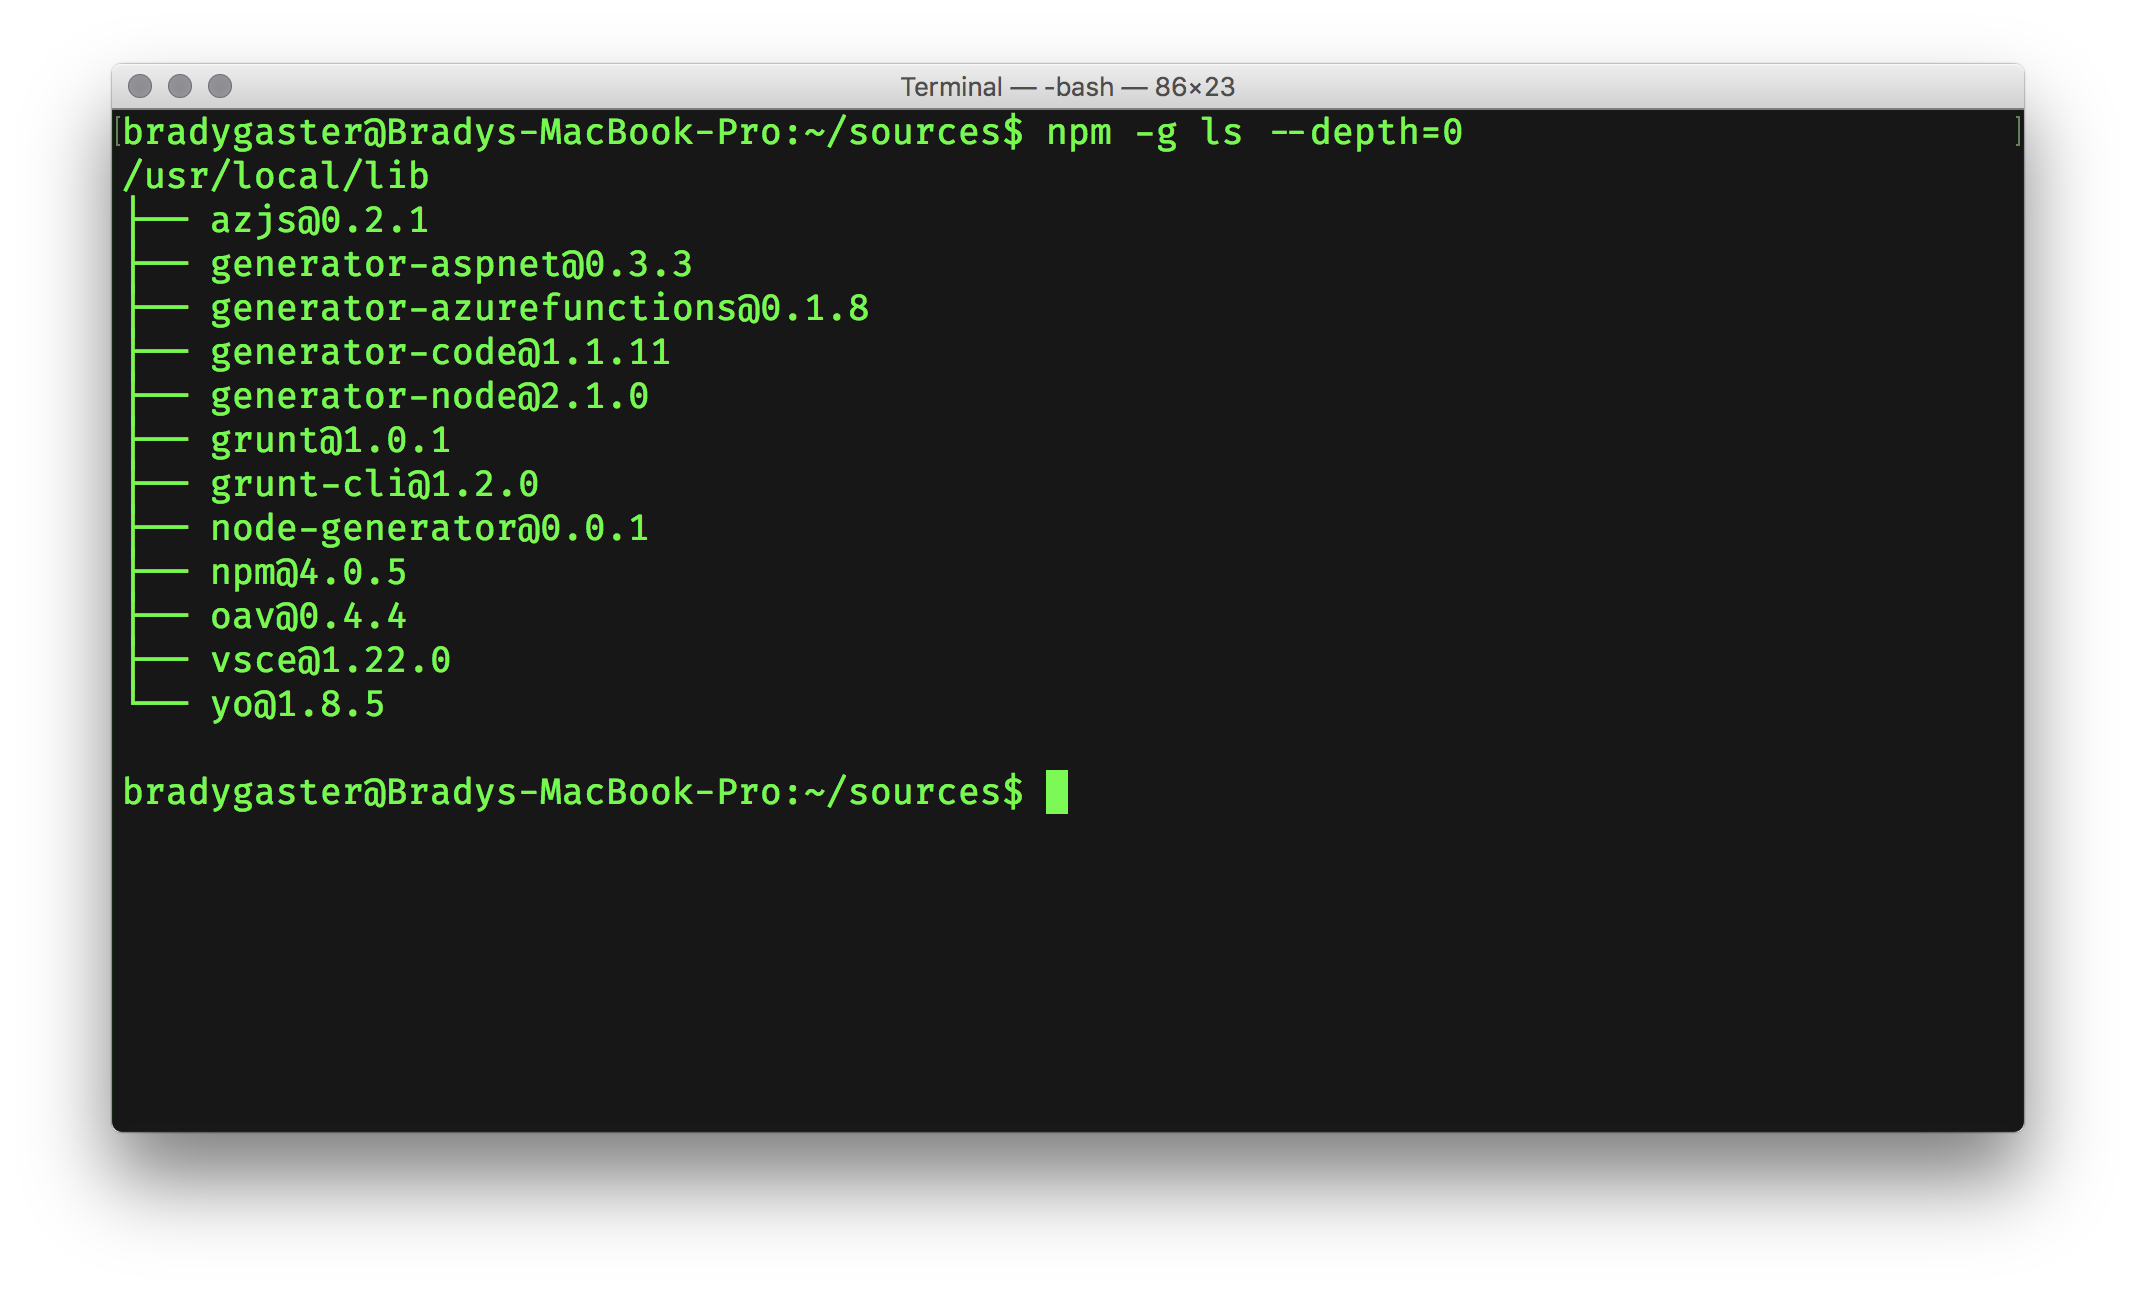 Terminal — -bash — 86×23
bradygaster@Bradys-MacBook-Pro:~/sources$ npm -g ls --depth=0
/usr/local/lib
├── azjs@0.2.1
├── generator-aspnet@0.3.3
├── generator-azurefunctions@0.1.8
├── generator-code@1.1.11
├── generator-node@2.1.0
├── grunt@1.0.1
├── grunt-cli@1.2.0
├── node-generator@0.0.1
├── npm@4.0.5
├── oav@0.4.4
├── vsce@1.22.0
└── yo@1.8.5
bradygaster@Bradys-MacBook-Pro:~/sources$